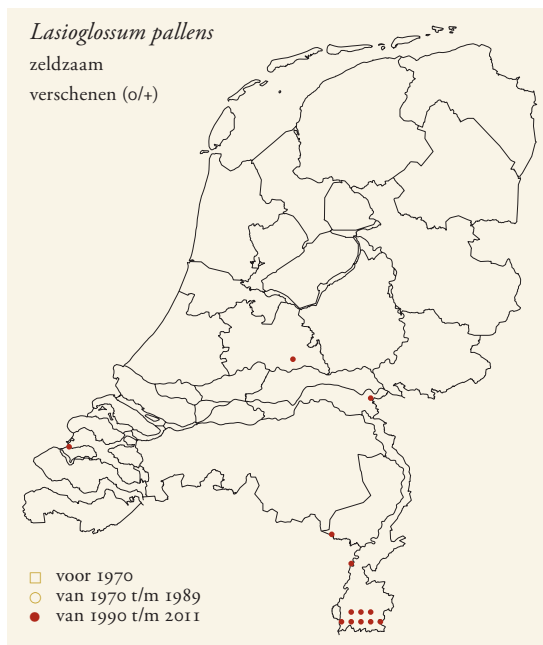 Lasioglossum pallens
zeldzaam
verschenen (0/+)
voor 1970
van 1970 t/m 1989
van 1990 t/m 2011